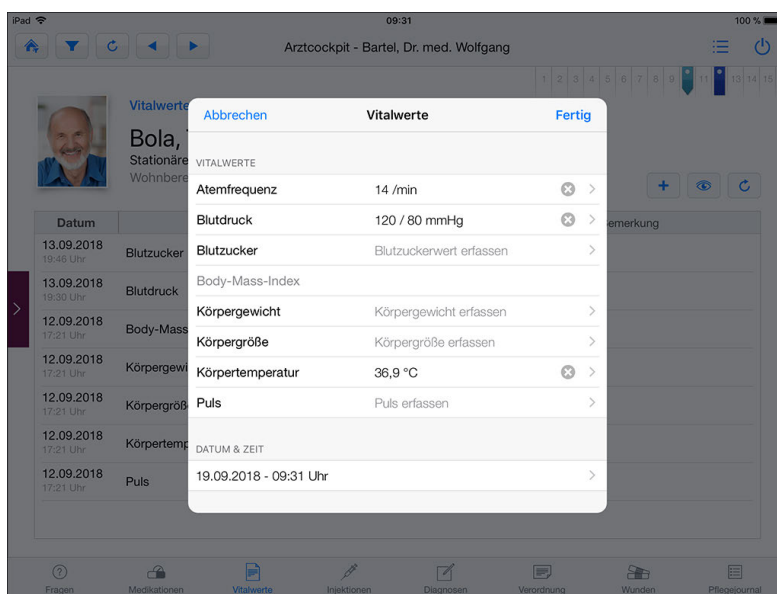 iPad 09:31 100 %
Arztcockpit - Bartel, Dr. med. Wolfgang
1 2 3 4 5 6 7 8 9 11 13 14 15
Vitalwerte
Bola,
Stationäre
Wohnbere
Datum
emerkung
13.09.2018
19:46 Uhr
Blutzucker
13.09.2018
19:30 Uhr
Blutdruck
12.09.2018
17:21 Uhr
Body-Mass
12.09.2018
17:21 Uhr
Körpergewi
12.09.2018
17:21 Uhr
Körpergröß
12.09.2018
17:21 Uhr
Körpertemp
12.09.2018
17:21 Uhr
Puls
Abbrechen Vitalwerte Fertig
VITALWERTE
Atemfrequenz 14 /min
Blutdruck 120 / 80 mmHg
Blutzucker Blutzuckerwert erfassen
Body-Mass-Index
Körpergewicht Körpergewicht erfassen
Körpergröße Körpergröße erfassen
Körpertemperatur 36,9 °C
Puls Puls erfassen
DATUM & ZEIT
19.09.2018 - 09:31 Uhr
Fragen Medikationen Vitalwerte Injektionen Diagnosen Verordnung Wunden Pflegejournal